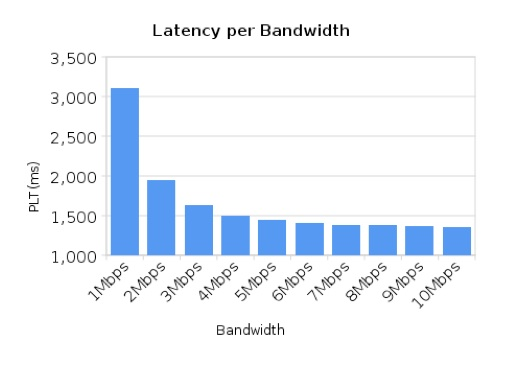 Latency per Bandwidth
3,500
3,000
2,500
2,000
1,500
1,000
PLT (ms)
1Mbps
2Mbps
3Mbps
4Mbps
5Mbps
6Mbps
7Mbps
8Mbps
9Mbps
10Mbps
Bandwidth